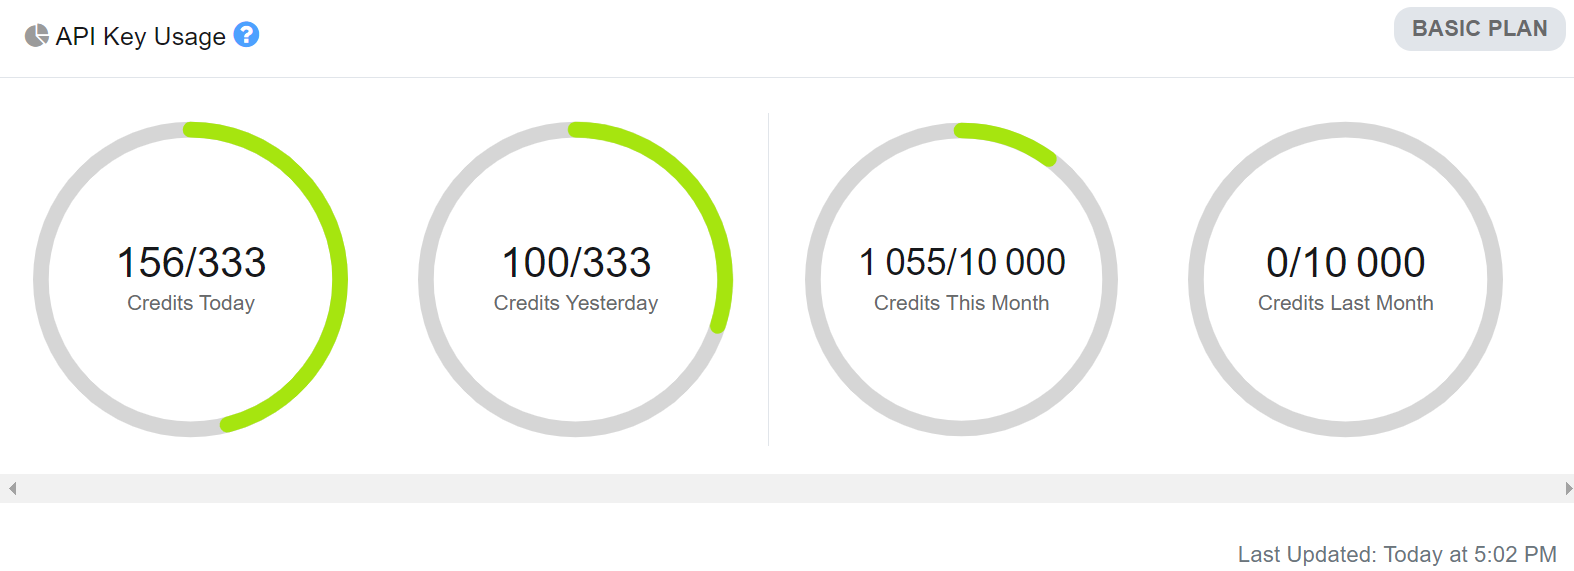 API Key Usage ?
BASIC PLAN
156/333
Credits Today
100/333
Credits Yesterday
1 055/10 000
Credits This Month
0/10 000
Credits Last Month
Last Updated: Today at 5:02 PM